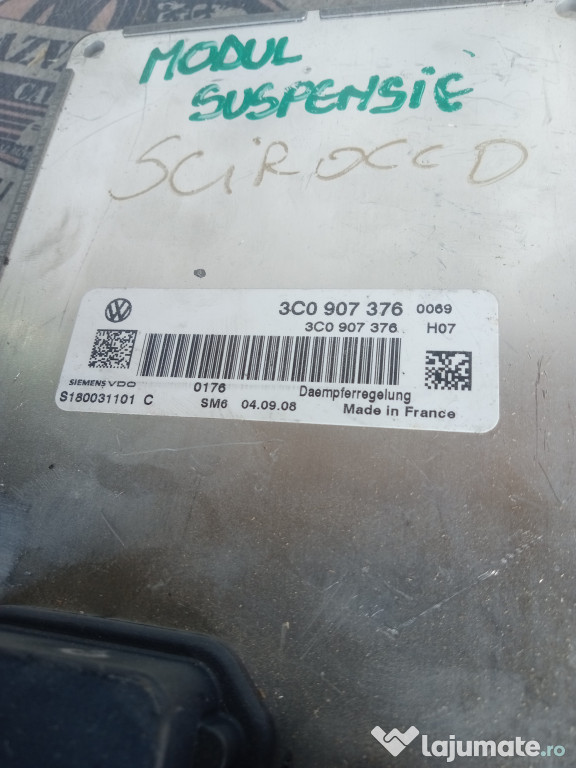 MODUL
SUSPENSIE
SCIROCCO
3C0 907 376 0069
3C0 907 376 H07
SIEMENS VDO 0176 Daempferregelung
S180031101 C SM6 04.09.08 Made in France
lajumate.ro